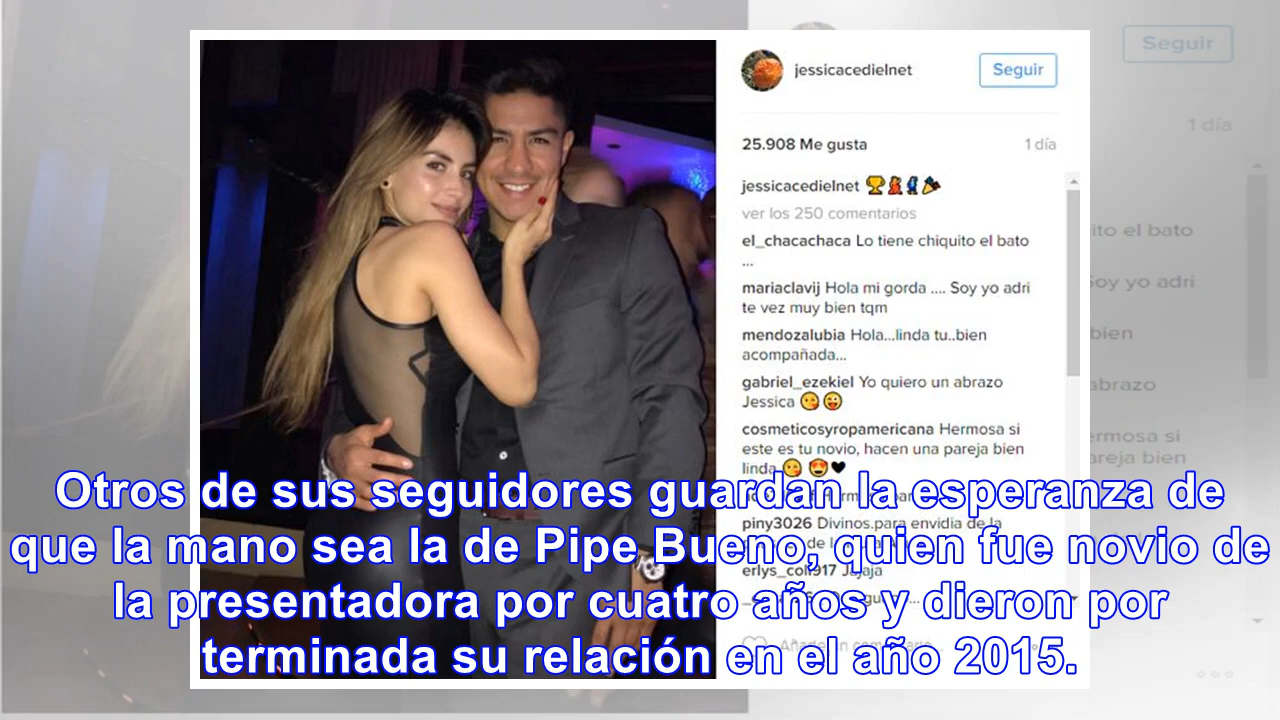 Seguir
jessicacedielnet
Seguir
25.908 Me gusta
1 día
1 día
jessicacedielnet 🏆💃🕺🎉
ver los 250 comentarios
el_chacachaca Lo tiene chiquito el bato
...
mariaclavij Hola mi gorda .... Soy yo adri
te vez muy bien tqm
mendozalubia Hola...linda tu..bien
acompañada...
gabriel_ezekiel Yo quiero un abrazo
Jessica 😘😜
cosmeticosyropamericana Hermosa si
este es tu novio, hacen una pareja bien
linda 😘 😍🖤
piny3026 Divinos.para envidia de la
erlys_coll917 Jajaja
Otros de sus seguidores guardan la esperanza de
que la mano sea la de Pipe Bueno, quien fue novio de
la presentadora por cuatro años y dieron por
terminada su relación en el año 2015.